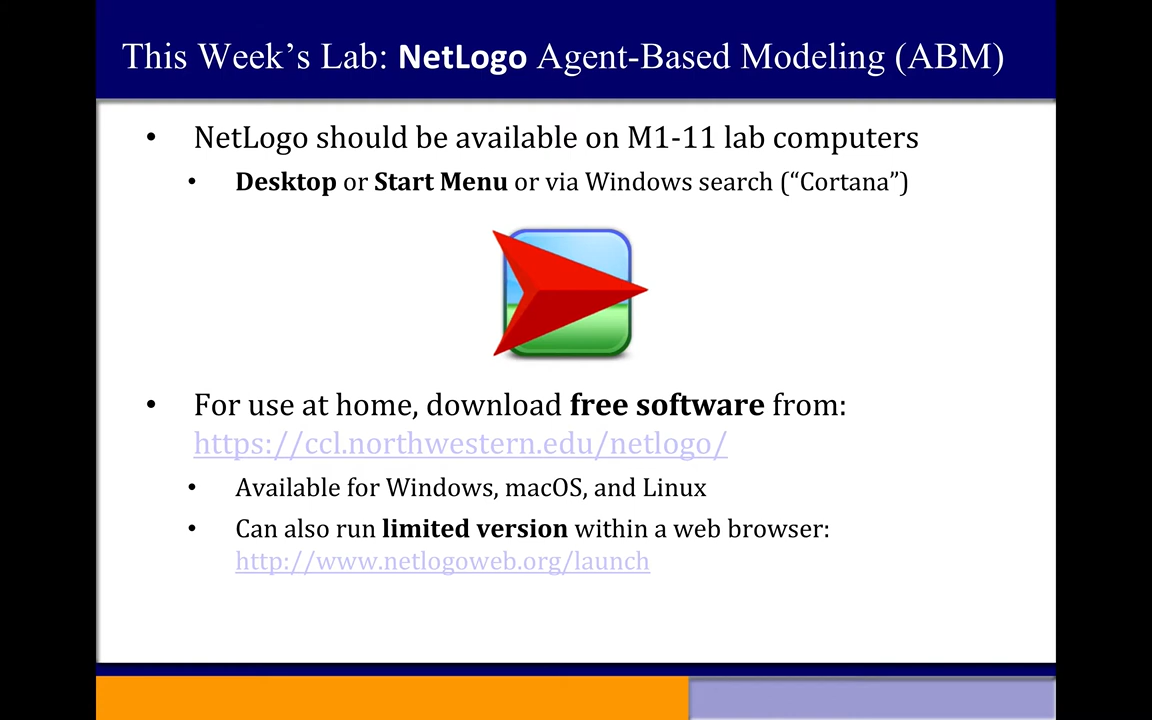 This Week’s Lab: NetLogo Agent-Based Modeling (ABM)
• NetLogo should be available on M1-11 lab computers
• Desktop or Start Menu or via Windows search (“Cortana”)
• For use at home, download free software from:
https://ccl.northwestern.edu/netlogo/
• Available for Windows, macOS, and Linux
• Can also run limited version within a web browser:
http://www.netlogoweb.org/launch